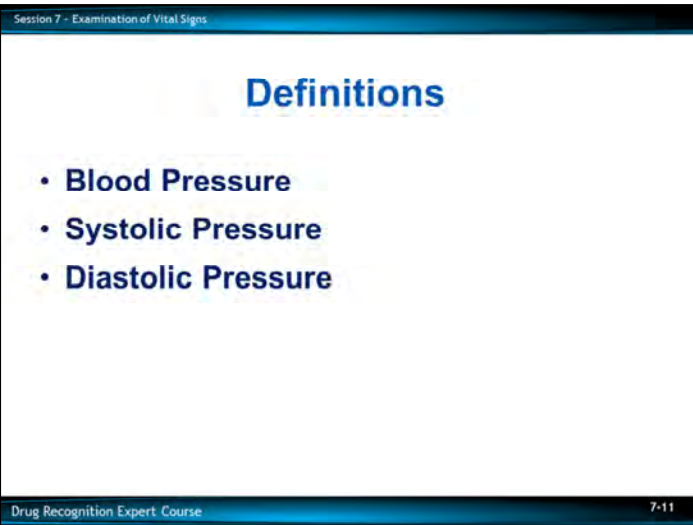 Session 7 - Examination of Vital Signs
Definitions
• Blood Pressure
• Systolic Pressure
• Diastolic Pressure
Drug Recognition Expert Course
7-11